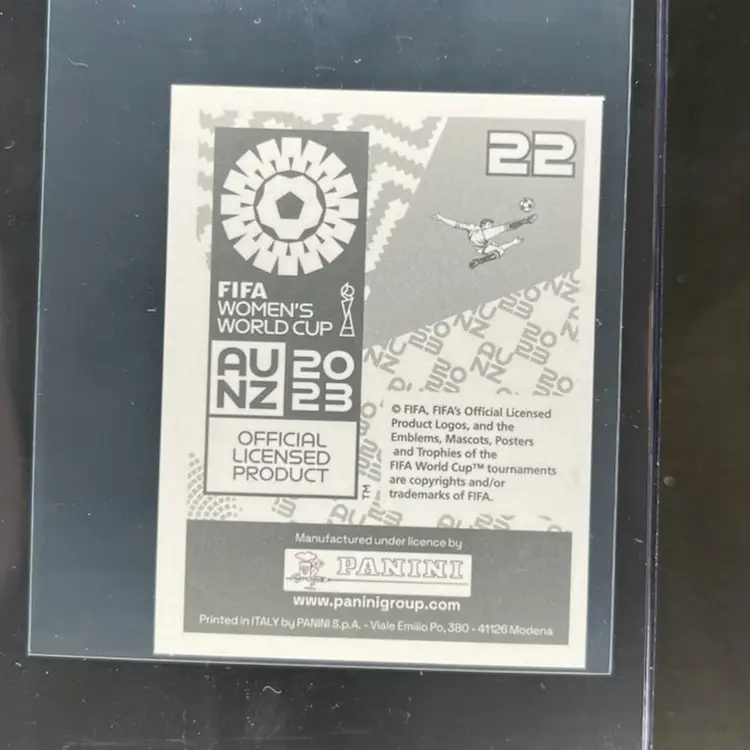 22
FIFA
WOMEN'S
WORLD CUP
AU 20
NZ 23
OFFICIAL
LICENSED
PRODUCT
TM
© FIFA, FIFA's Official Licensed
Product Logos, and the
Emblems, Mascots, Posters
and Trophies of the
FIFA World Cup™ tournaments
are copyrights and/or
trademarks of FIFA.
Manufactured under licence by
PANINI
www.paninigroup.com
Printed in ITALY by PANINI S.p.A. - Viale Emilio Po, 380 - 41126 Modena